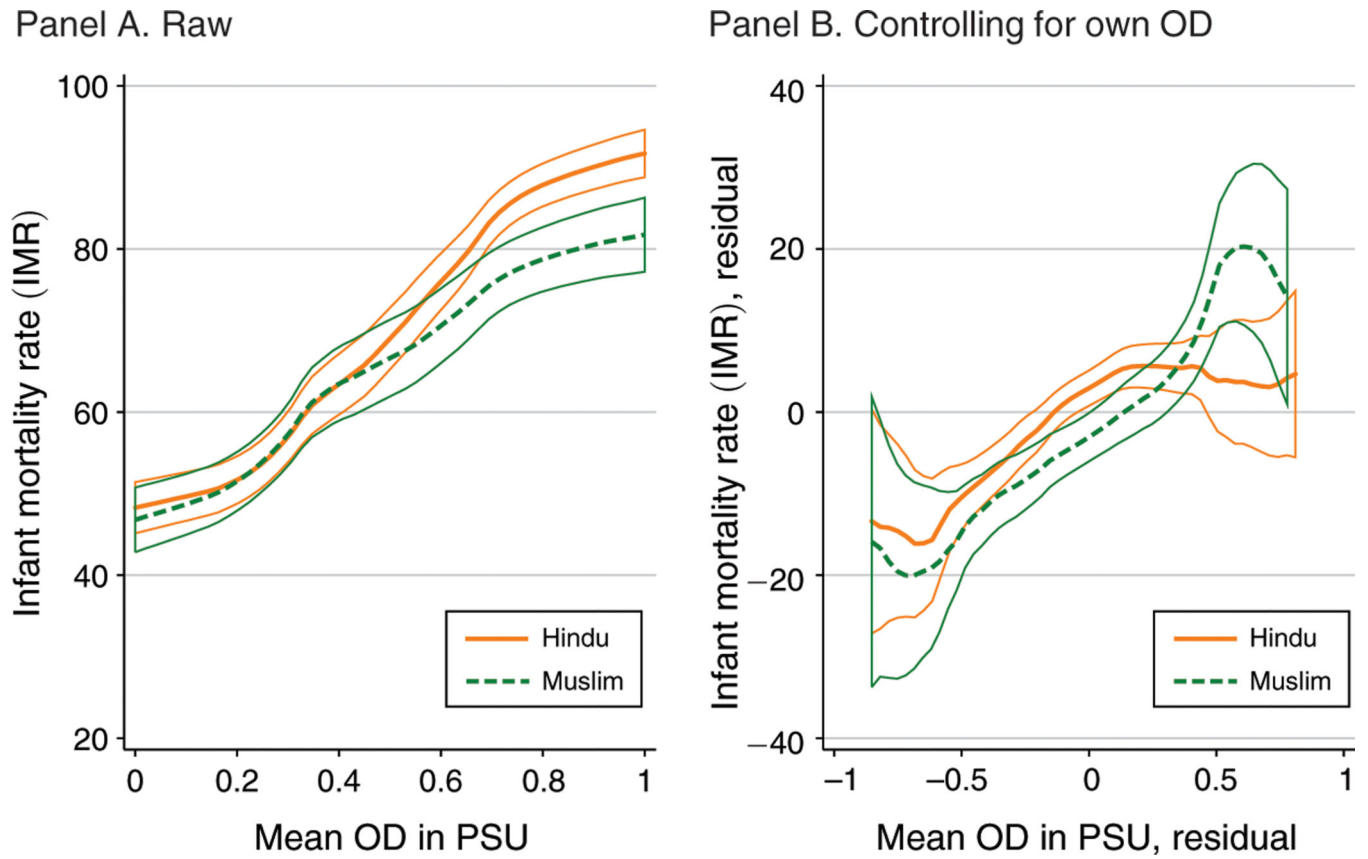 Panel A. Raw
Infant mortality rate (IMR)
100
80
60
40
20
0
0.2
0.4
0.6
0.8
1
Mean OD in PSU
Hindu
Muslim
Panel B. Controlling for own OD
Infant mortality rate (IMR), residual
40
20
0
−20
−40
−1
−0.5
0
0.5
1
Mean OD in PSU, residual
Hindu
Muslim